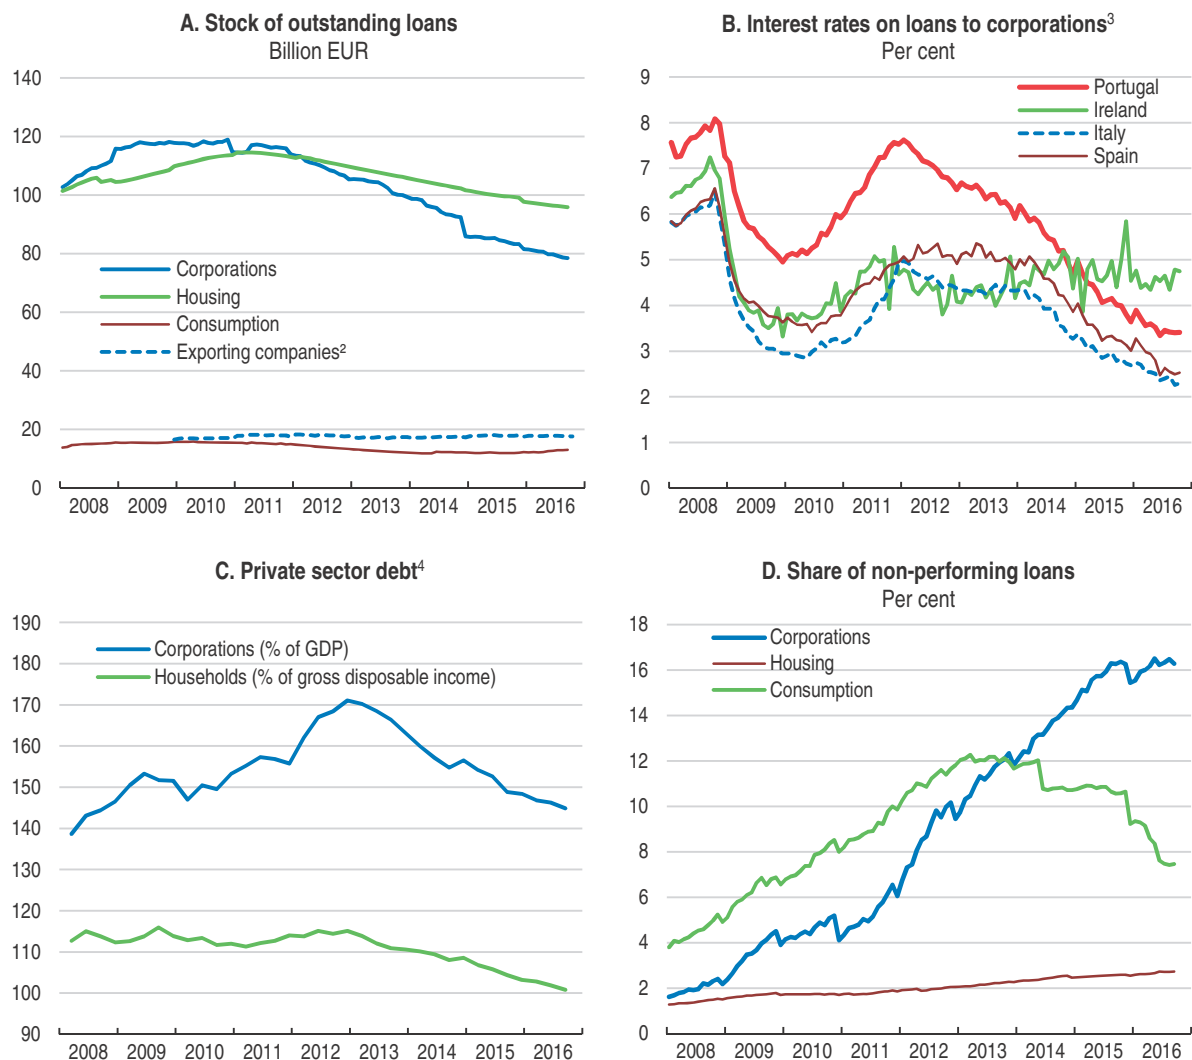 A. Stock of outstanding loans
Billion EUR
140
120
100
80
60
40
20
0
Corporations
Housing
Consumption
Exporting companies²
2008 2009 2010 2011 2012 2013 2014 2015 2016
B. Interest rates on loans to corporations³
Per cent
9
8
7
6
5
4
3
2
1
0
Portugal
Ireland
Italy
Spain
2008 2009 2010 2011 2012 2013 2014 2015 2016
C. Private sector debt⁴
190
180
170
160
150
140
130
120
110
100
90
Corporations (% of GDP)
Households (% of gross disposable income)
2008 2009 2010 2011 2012 2013 2014 2015 2016
D. Share of non-performing loans
Per cent
18
16
14
12
10
8
6
4
2
0
Corporations
Housing
Consumption
2008 2009 2010 2011 2012 2013 2014 2015 2016